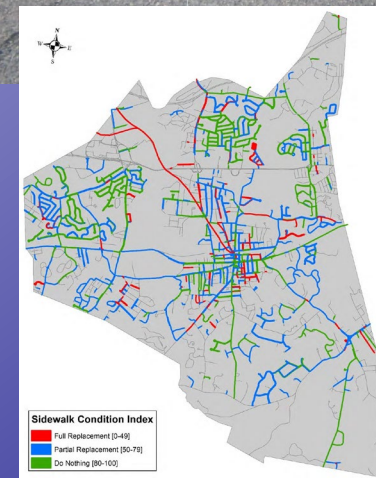 N
W E
S
Sidewalk Condition Index
Full Replacement [0-49]
Partial Replacement [50-79]
Do Nothing [80-100]